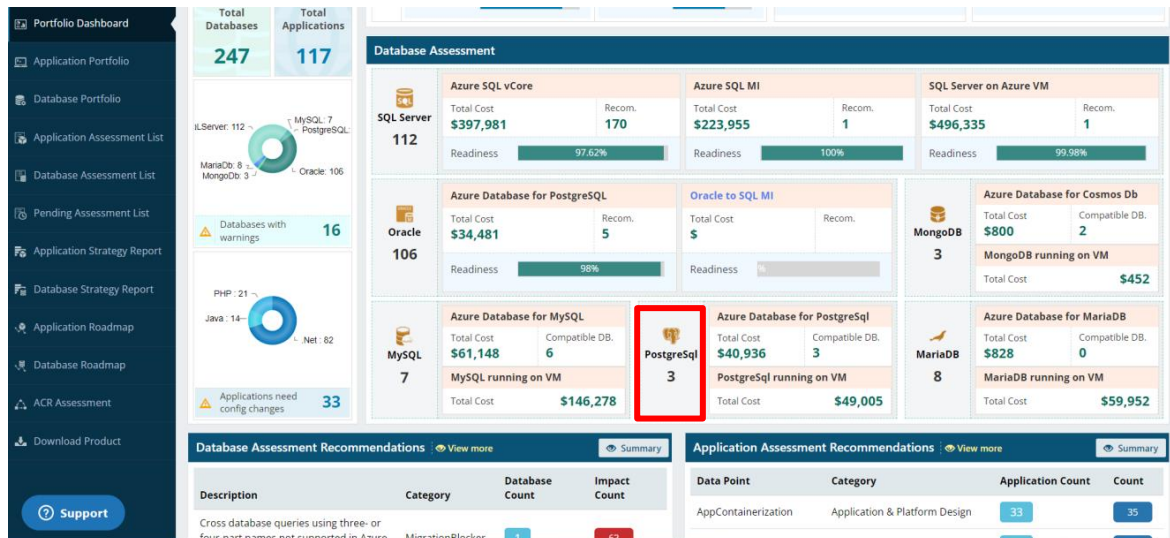 Portfolio Dashboard
Application Portfolio
Database Portfolio
Application Assessment List
Database Assessment List
Pending Assessment List
Application Strategy Report
Database Strategy Report
Application Roadmap
Database Roadmap
ACR Assessment
Download Product
Support
Total Databases
247
Total Applications
117
iLServer: 112
MySQL: 7
PostgreSQL:
MariaDb: 8
MongoDb: 3
Oracle: 106
Databases with warnings
16
PHP : 21
Java : 14
.Net : 82
Applications need config changes
33
Database Assessment
SQL Server
112
Azure SQL vCore
Total Cost
Recom.
$397,981
170
Readiness
97.62%
Azure SQL MI
Total Cost
Recom.
$223,955
1
Readiness
100%
SQL Server on Azure VM
Total Cost
Recom.
$496,335
1
Readiness
99.98%
Oracle
106
Azure Database for PostgreSQL
Total Cost
Recom.
$34,481
5
Readiness
98%
Oracle to SQL MI
Total Cost
Recom.
$
Readiness
%
MongoDB
3
Azure Database for Cosmos Db
Total Cost
Compatible DB.
$800
2
MongoDB running on VM
Total Cost
$452
MySQL
7
Azure Database for MySQL
Total Cost
Compatible DB.
$61,148
6
MySQL running on VM
Total Cost
$146,278
PostgreSql
3
Azure Database for PostgreSql
Total Cost
Compatible DB.
$40,936
3
PostgreSql running on VM
Total Cost
$49,005
MariaDB
8
Azure Database for MariaDB
Total Cost
Compatible DB.
$828
0
MariaDB running on VM
Total Cost
$59,952
Database Assessment Recommendations
View more
Summary
Description
Category
Database Count
Impact Count
Cross database queries using three- or
four part names not supported in Azure
MigrationBlocker
1
62
Application Assessment Recommendations
View more
Summary
Data Point
Category
Application Count
Count
AppContainerization
Application & Platform Design
33
35